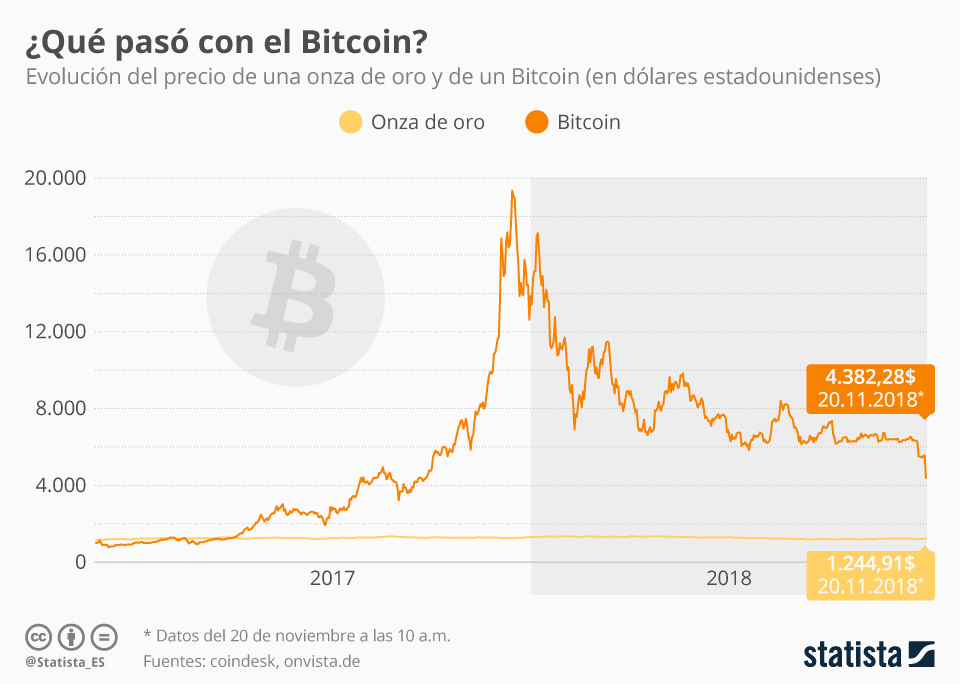 ¿Qué pasó con el Bitcoin?
Evolución del precio de una onza de oro y de un Bitcoin (en dólares estadounidenses)
Onza de oro Bitcoin
20.000
16.000
12.000
8.000
4.000
0
4.382,28$
20.11.2018*
1.244,91$
20.11.2018*
2017 2018
* Datos del 20 de noviembre a las 10 a.m.
Fuentes: coindesk, onvista.de
cc
@Statista_ES
statista